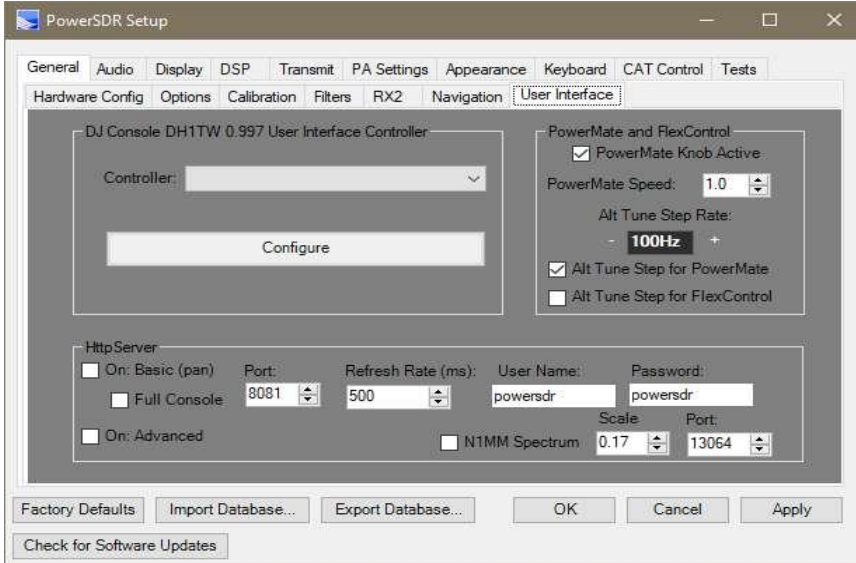 PowerSDR Setup
General Audio Display DSP Transmit PA Settings Appearance Keyboard CAT Control Tests
Hardware Config Options Calibration Filters RX2 Navigation User Interface
DJ Console DH1TW 0.997 User Interface Controller
Controller:
Configure
PowerMate and FlexControl
PowerMate Knob Active
PowerMate Speed: 1.0
Alt Tune Step Rate:
- 100Hz +
Alt Tune Step for PowerMate
Alt Tune Step for FlexControl
HttpServer
On: Basic (pan) Port: Refresh Rate (ms): User Name: Password:
Full Console 8081 500 powersdr powersdr
Scale Port:
On: Advanced N1MM Spectrum 0.17 13064
Factory Defaults Import Database... Export Database... OK Cancel Apply
Check for Software Updates